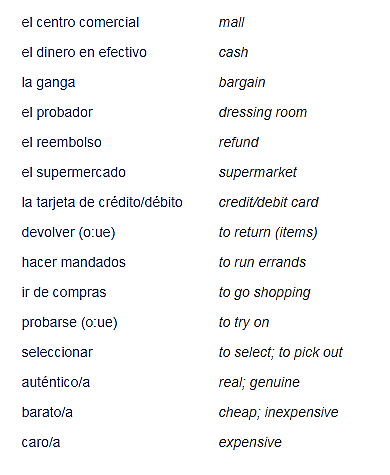 el centro comercial mall
el dinero en efectivo cash
la ganga bargain
el probador dressing room
el reembolso refund
el supermercado supermarket
la tarjeta de crédito/débito credit/debit card
devolver (o:ue) to return (items)
hacer mandados to run errands
ir de compras to go shopping
probarse (o:ue) to try on
seleccionar to select; to pick out
auténtico/a real; genuine
barato/a cheap; inexpensive
caro/a expensive